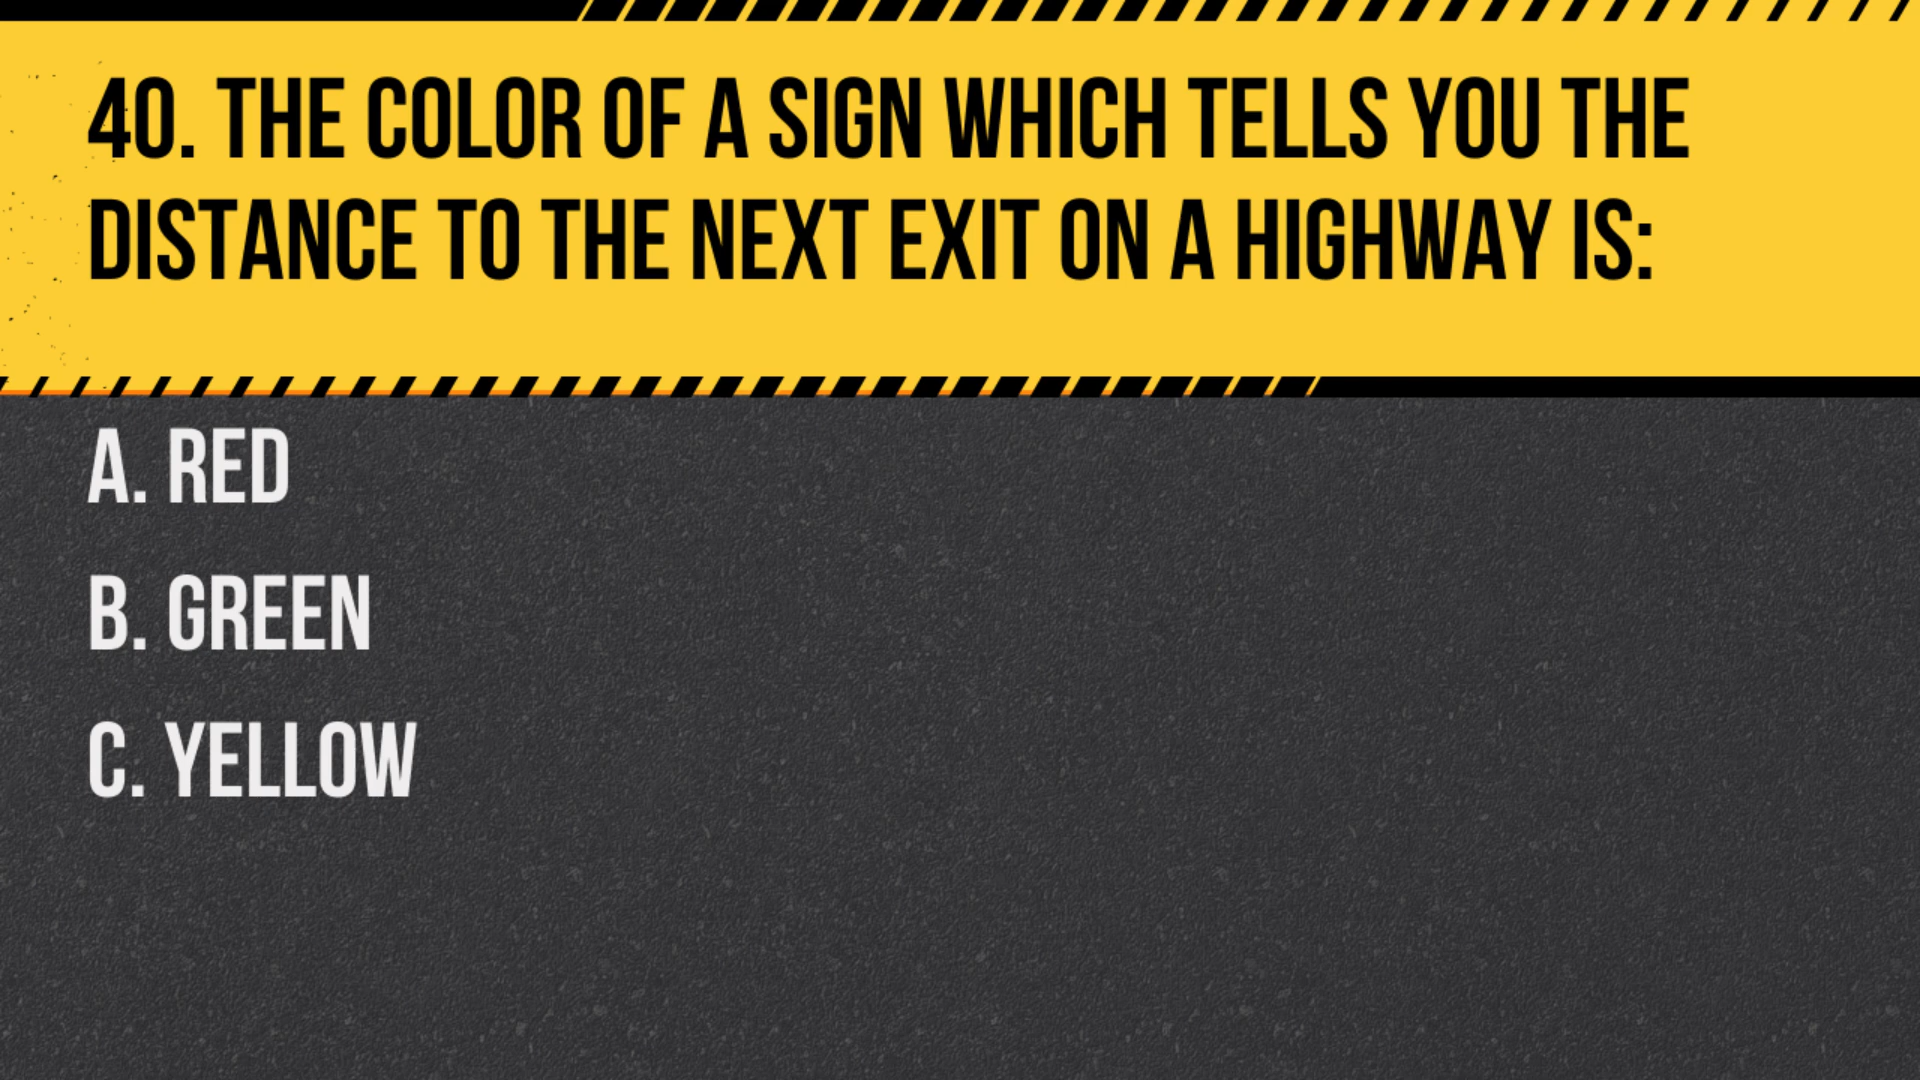 40. THE COLOR OF A SIGN WHICH TELLS YOU THE
DISTANCE TO THE NEXT EXIT ON A HIGHWAY IS:
A. RED
B. GREEN
C. YELLOW